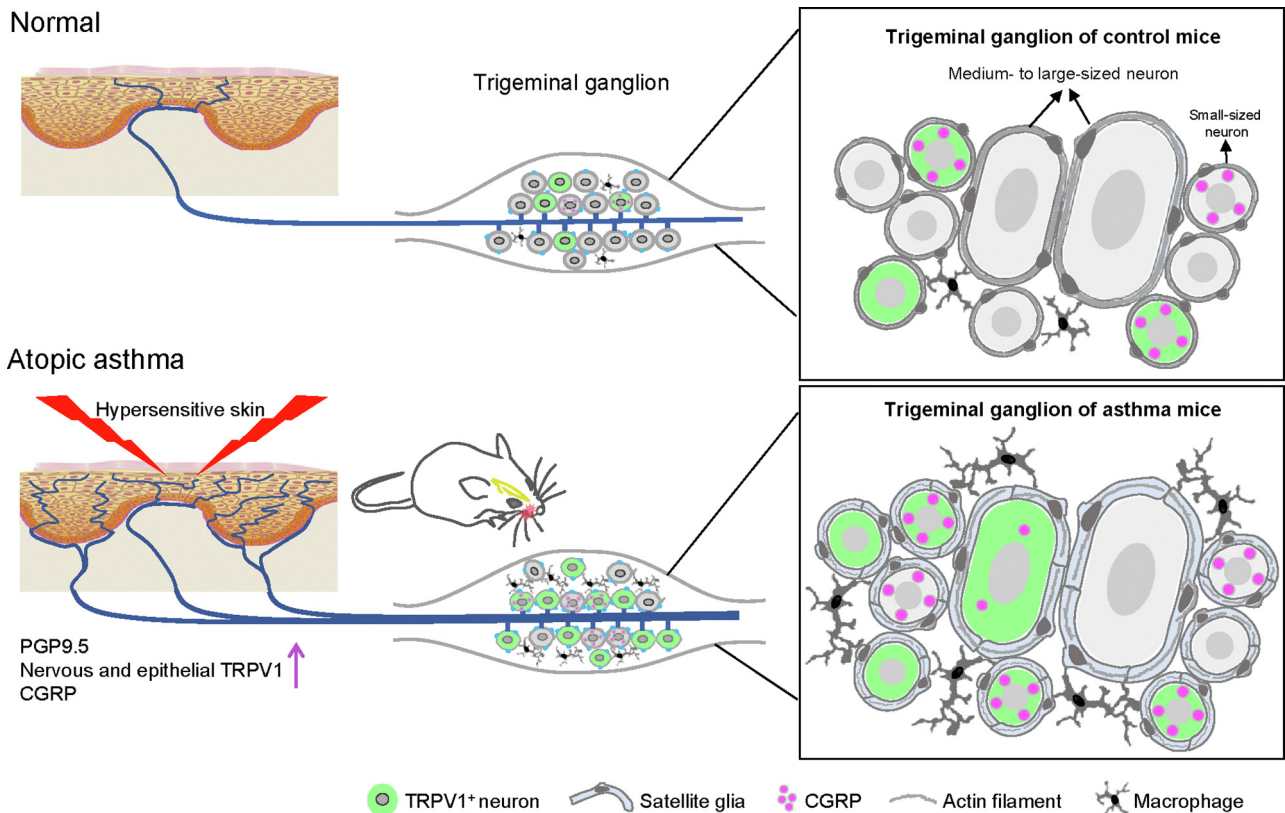 Normal
Trigeminal ganglion
Trigeminal ganglion of control mice
Medium- to large-sized neuron
Small-sized
neuron
Atopic asthma
Hypersensitive skin
PGP9.5
Nervous and epithelial TRPV1
CGRP
Trigeminal ganglion of asthma mice
TRPV1⁺ neuron
Satellite glia
CGRP
Actin filament
Macrophage